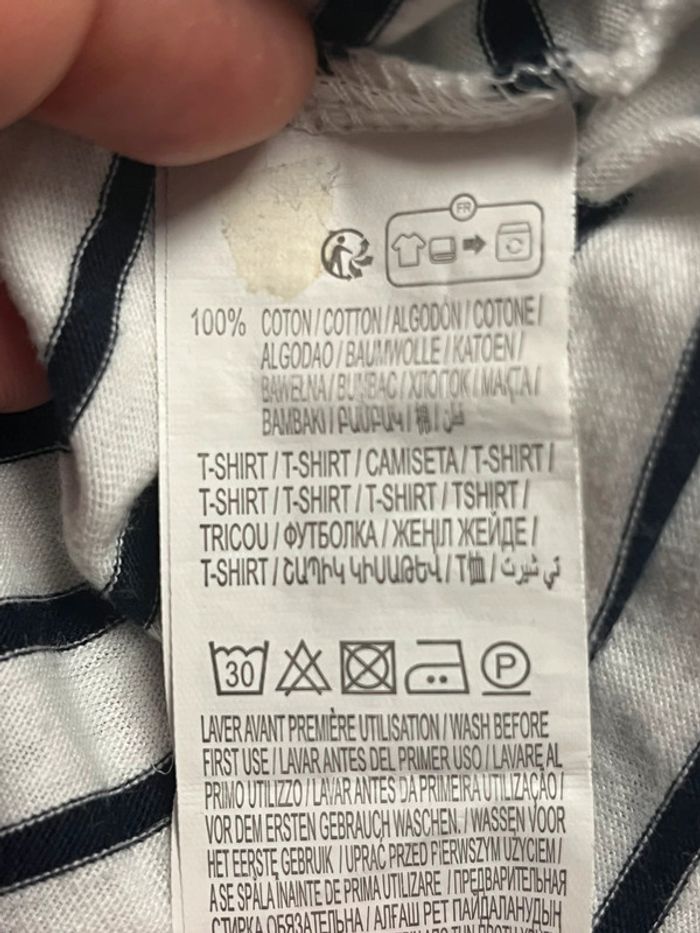 FR
100% COTON / COTTON / ALGODÓN / COTONE /
ALGODAO / BAUMWOLLE / KATOEN /
BAWEŁNA / BUMBAC / ХЛОПОК / МАҚТА /
BAMBAKI / ԲԱՄԲԱԿ / 棉 / قطن
T-SHIRT / T-SHIRT / CAMISETA / T-SHIRT /
T-SHIRT / T-SHIRT / T-SHIRT / TSHIRT /
TRICOU / ФУТБОЛКА / ЖЕҢІЛ ЖЕЙДЕ /
T-SHIRT / ՇԱՊԻԿ ԿԻՍԱԹԵՎ / T恤 / تي شيرت
30 P
LAVER AVANT PREMIÈRE UTILISATION / WASH BEFORE
FIRST USE / LAVAR ANTES DEL PRIMER USO / LAVARE AL
PRIMO UTILIZZO / LAVAR ANTES DA PRIMEIRA UTILIZAÇÃO /
VOR DEM ERSTEN GEBRAUCH WASCHEN. / WASSEN VOOR
HET EERSTE GEBRUIK / UPRAĆ PRZED PIERWSZYM UŻYCIEM /
A SE SPĂLA ÎNAINTE DE PRIMA UTILIZARE / ПРЕДВАРИТЕЛЬНАЯ
СТИРКА ОБЯЗАТЕЛЬНА / АЛҒАШ РЕТ ПАЙДАЛАНУДЫН